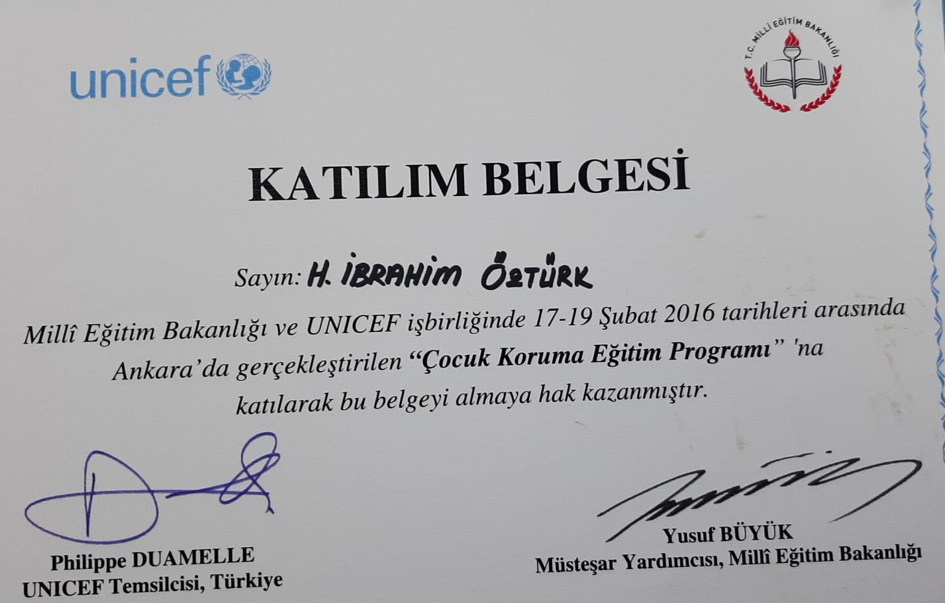 unicef
T.C. MİLLÎ EĞİTİM BAKANLIĞI
KATILIM BELGESİ
Sayın: H. İBRAHİM ÖZTÜRK
Millî Eğitim Bakanlığı ve UNICEF işbirliğinde 17-19 Şubat 2016 tarihleri arasında
Ankara’da gerçekleştirilen “Çocuk Koruma Eğitim Programı” 'na
katılarak bu belgeyi almaya hak kazanmıştır.
Philippe DUAMELLE
UNICEF Temsilcisi, Türkiye
Yusuf BÜYÜK
Müsteşar Yardımcısı, Millî Eğitim Bakanlığı